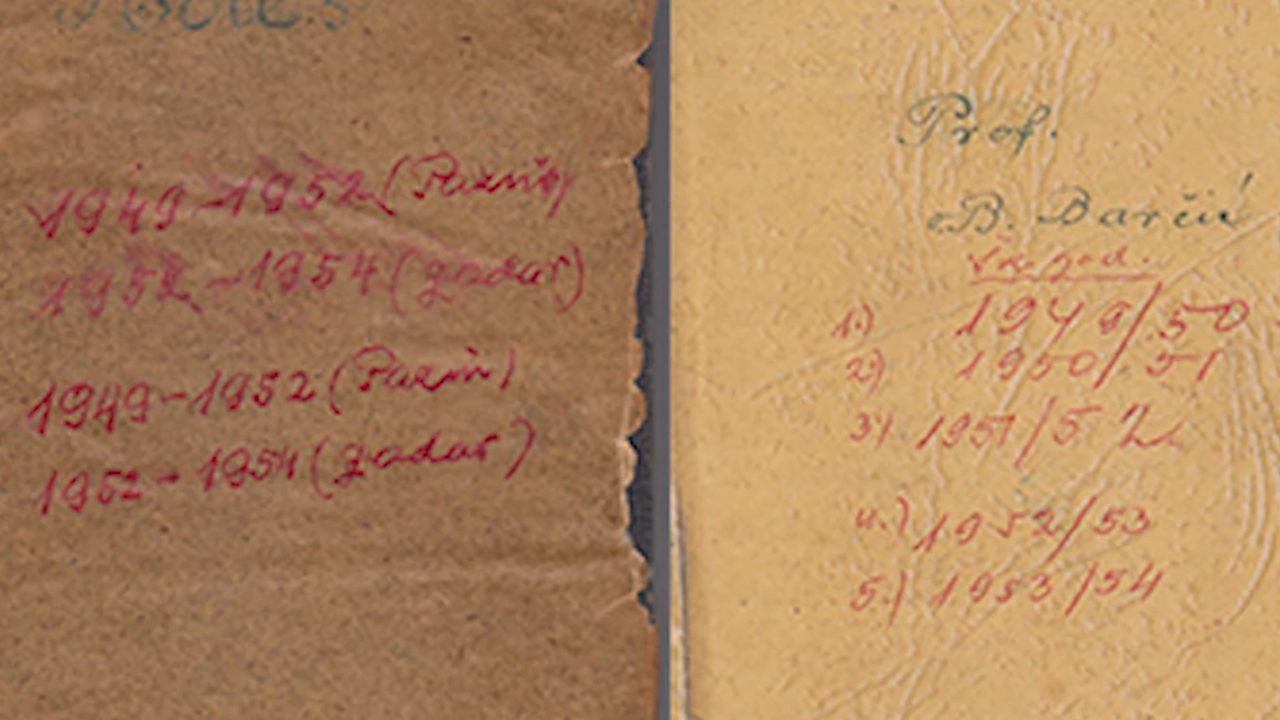 1949-1952 (Pazin)
1952-1954 (Zadar)
1949-1952 (Pazin)
1952-1954 (Zadar)
Prof.
B. Barčić
1.) 1949/50
2) 1950/51
3) 1951/52
4.) 1952/53
5.) 1953/54